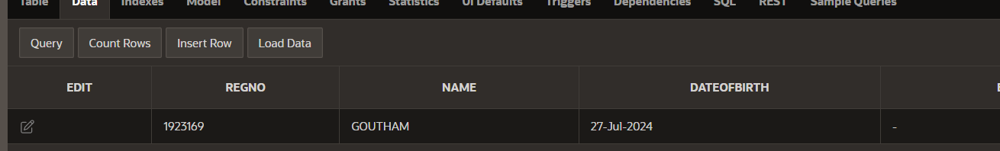 Table Data Indexes Model Constraints Grants Statistics UI Defaults Triggers Dependencies SQL REST Sample Queries
Query Count Rows Insert Row Load Data
EDIT REGNO NAME DATEOFBIRTH
1923169 GOUTHAM 27-Jul-2024 -